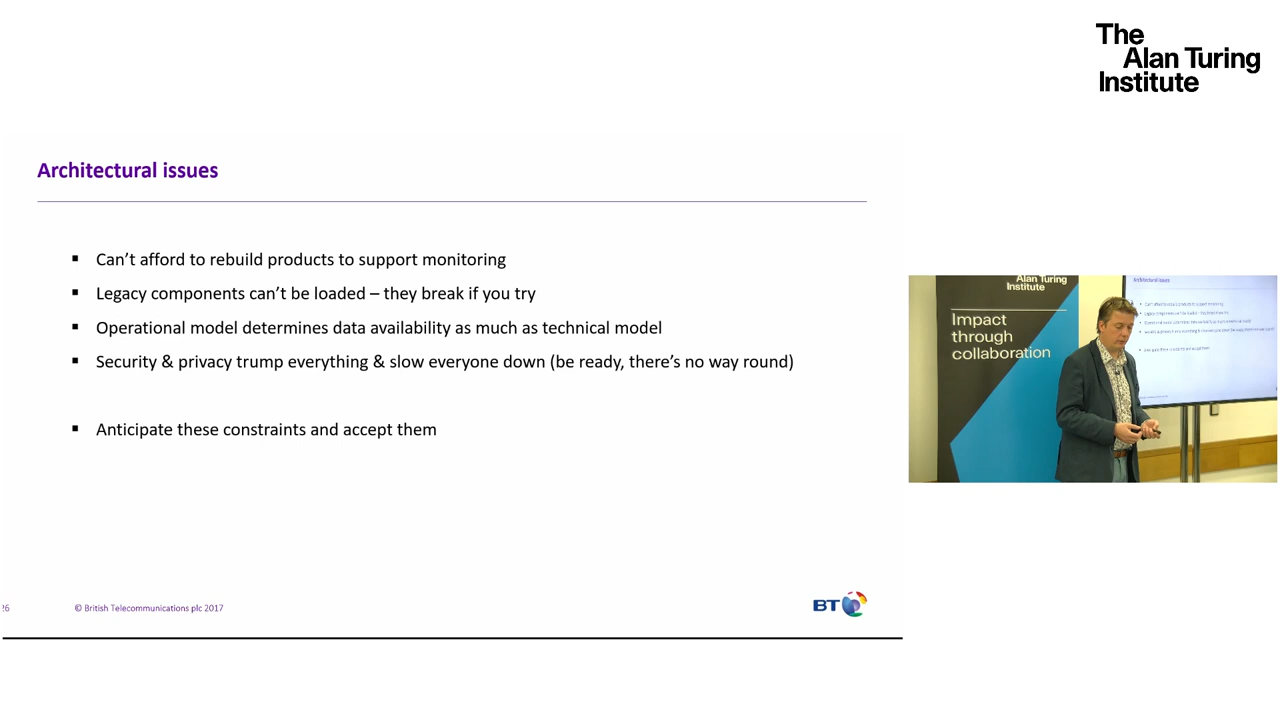 The
Alan Turing
Institute
Architectural issues
▪ Can’t afford to rebuild products to support monitoring
▪ Legacy components can’t be loaded – they break if you try
▪ Operational model determines data availability as much as technical model
▪ Security & privacy trump everything & slow everyone down (be ready, there’s no way round)
▪ Anticipate these constraints and accept them
26
© British Telecommunications plc 2017
BT
Alan Turing
Institute
Impact
through
collaboration
Architectural issues